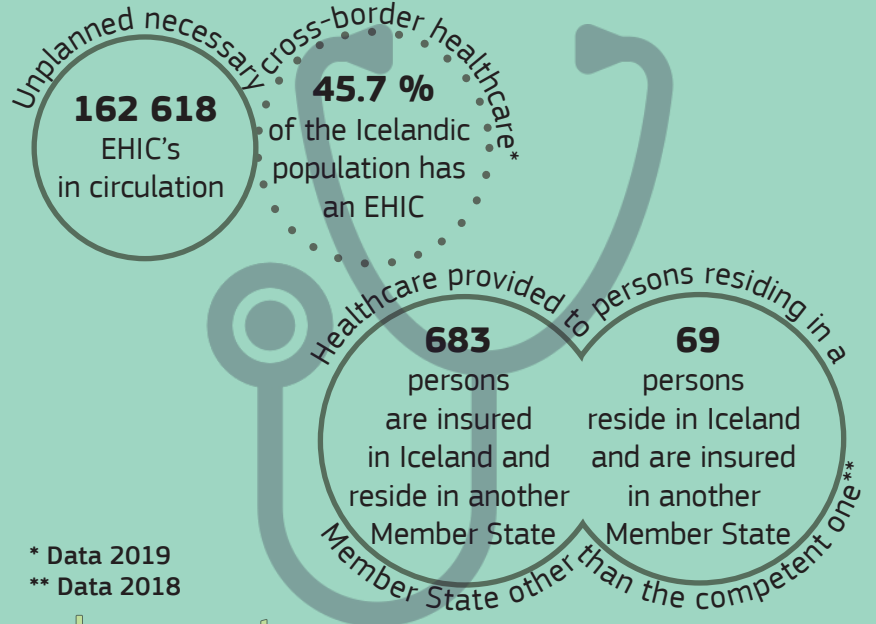 Unplanned necessary cross-border healthcare*
162 618
EHIC's
in circulation
45.7 %
of the Icelandic
population has
an EHIC
Healthcare provided to persons residing in a
Member State other than the competent one**
683
persons
are insured
in Iceland and
reside in another
Member State
69
persons
reside in Iceland
and are insured
in another
Member State
* Data 2019
** Data 2018